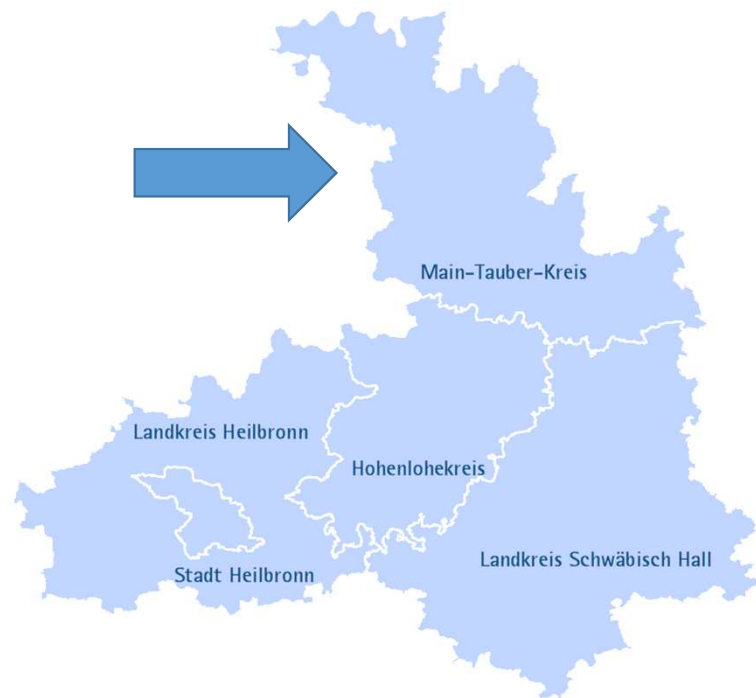 Main-Tauber-Kreis
Landkreis Heilbronn
Hohenlohekreis
Landkreis Schwäbisch Hall
Stadt Heilbronn